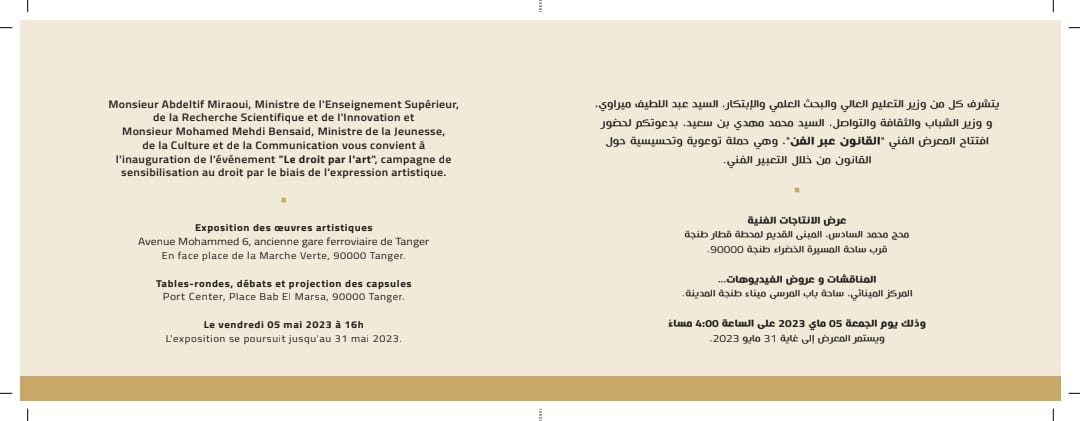 Monsieur Abdeltif Miraoui, Ministre de l'Enseignement Supérieur,
de la Recherche Scientifique et de l'Innovation et
Monsieur Mohamed Mehdi Bensaid, Ministre de la Jeunesse,
de la Culture et de la Communication vous convient à
l'inauguration de l'événement "Le droit par l'art", campagne de
sensibilisation au droit par le biais de l'expression artistique.
Exposition des œuvres artistiques
Avenue Mohammed 6, ancienne gare ferroviaire de Tanger
En face place de la Marche Verte, 90000 Tanger.
Tables-rondes, débats et projection des capsules
Port Center, Place Bab El Marsa, 90000 Tanger.
Le vendredi 05 mai 2023 à 16h
L'exposition se poursuit jusqu'au 31 mai 2023.
يتشرف كل من وزير التعليم العالي والبحث العلمي والإبتكار. السيد عبد اللطيف ميراوي.
و وزير الشباب والثقافة والتواصل. السيد محمد مهدي بن سعيد. بدعوتكم لحضور
افتتاح المعرض الفني "القانون عبر الفن". وهي حملة توعوية وتحسيسية حول
القانون من خلال التعبير الفني.
عرض الانتاجات الفنية
محج محمد السادس. المبنى القديم لمحطة قطار طنجة
قرب ساحة المسيرة الخضراء طنجة 90000.
المناقشات و عروض الفيديوهات...
المركز المينائي. ساحة باب المرسى ميناء طنجة المدينة.
وذلك يوم الجمعة 05 ماي 2023 على الساعة 4:00 مساءً
ويستمر المعرض إلى غاية 31 مايو 2023.